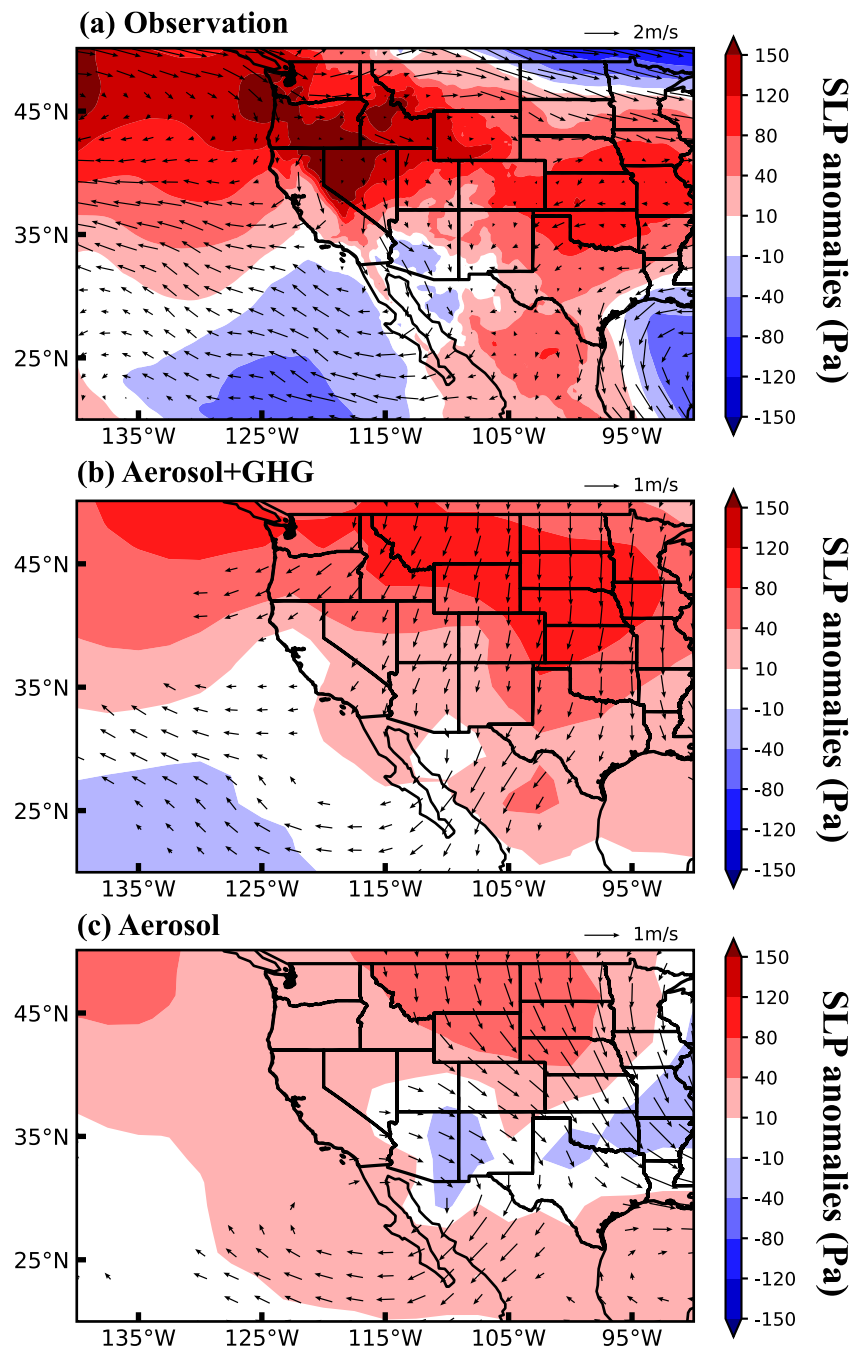 (a) Observation
2m/s
45°N
35°N
25°N
135°W 125°W 115°W 105°W 95°W
150
120
80
40
10
-10
-40
-80
-120
-150
SLP anomalies (Pa)
(b) Aerosol+GHG
1m/s
45°N
35°N
25°N
135°W 125°W 115°W 105°W 95°W
150
120
80
40
10
-10
-40
-80
-120
-150
SLP anomalies (Pa)
(c) Aerosol
1m/s
45°N
35°N
25°N
135°W 125°W 115°W 105°W 95°W
150
120
80
40
10
-10
-40
-80
-120
-150
SLP anomalies (Pa)